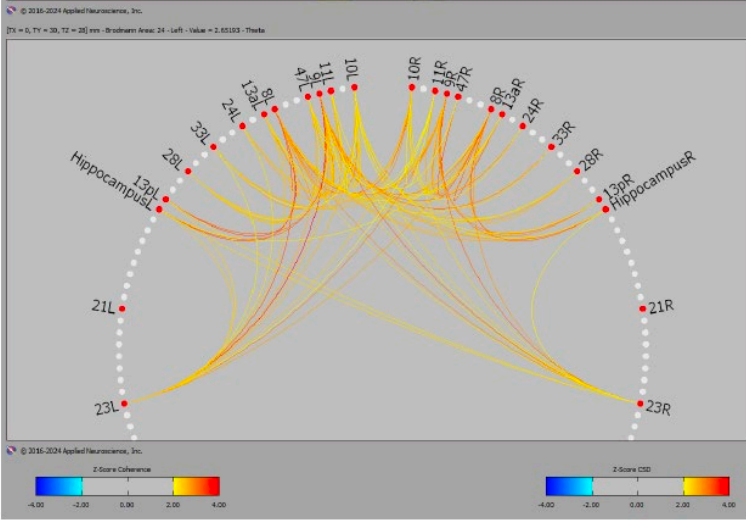 © 2016-2024 Applied Neuroscience, Inc.
[TX = 0, TY = 30, TZ = 28] mm - Brodmann Area: 24 - Left - Value = 2.65193 - Theta
10L 10R
11L 11R
9L 9R
47L 47R
8L 8R
13aL 13aR
24L 24R
33L 33R
28L 28R
13pL 13pR
HippocampusL HippocampusR
21L 21R
23L 23R
© 2016-2024 Applied Neuroscience, Inc.
Z-Score Coherence Z-Score CSD
-4.00 -2.00 0.00 2.00 4.00 -4.00 -2.00 0.00 2.00 4.00